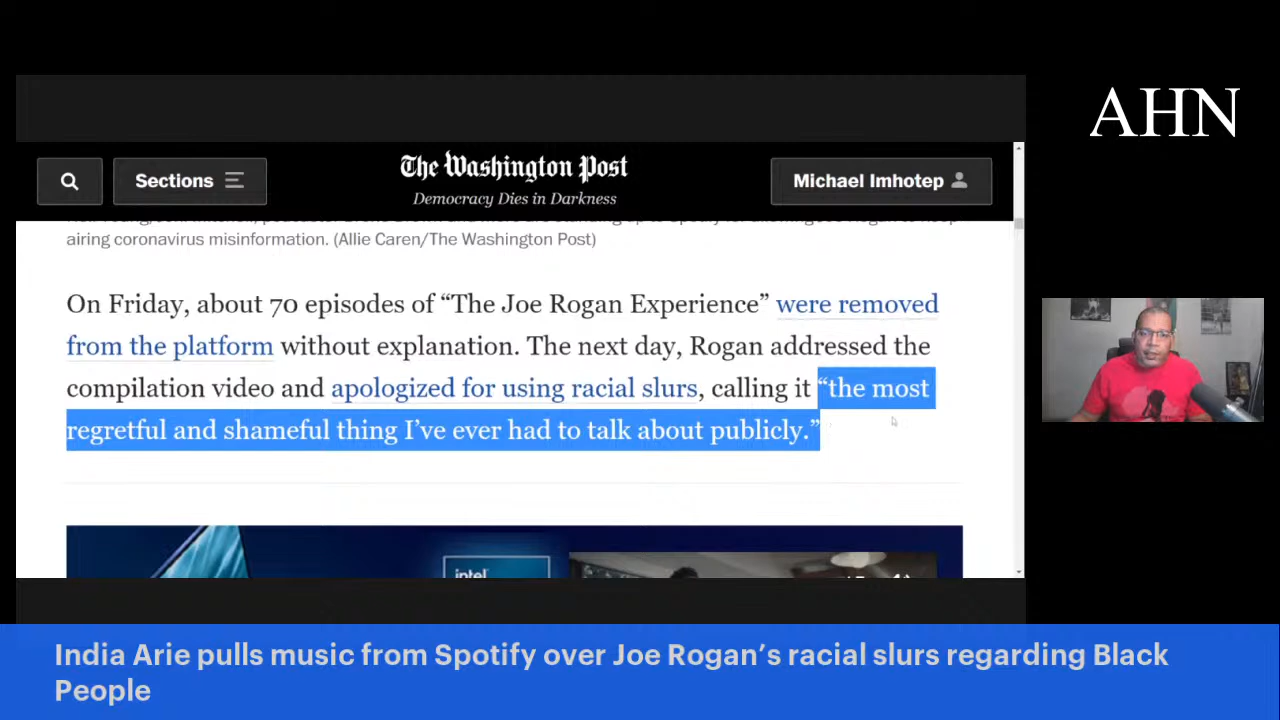 AHN
Sections
The Washington Post
Democracy Dies in Darkness
Michael Imhotep
airing coronavirus misinformation. (Allie Caren/The Washington Post)
On Friday, about 70 episodes of “The Joe Rogan Experience” were removed
from the platform without explanation. The next day, Rogan addressed the
compilation video and apologized for using racial slurs, calling it “the most
regretful and shameful thing I’ve ever had to talk about publicly.”
intel
India Arie pulls music from Spotify over Joe Rogan’s racial slurs regarding Black
People